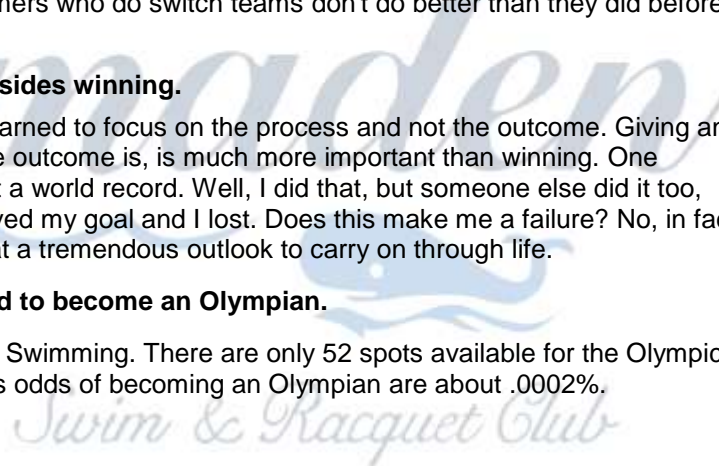 mers who do switch teams don't do better than they did before
sides winning.
arned to focus on the process and not the outcome. Giving an
e outcome is, is much more important than winning. One
t a world record. Well, I did that, but someone else did it too,
ved my goal and I lost. Does this make me a failure? No, in fac
at a tremendous outlook to carry on through life.
d to become an Olympian.
Swimming. There are only 52 spots available for the Olympic
s odds of becoming an Olympian are about .0002%.
maden
Swim & Racquet Club